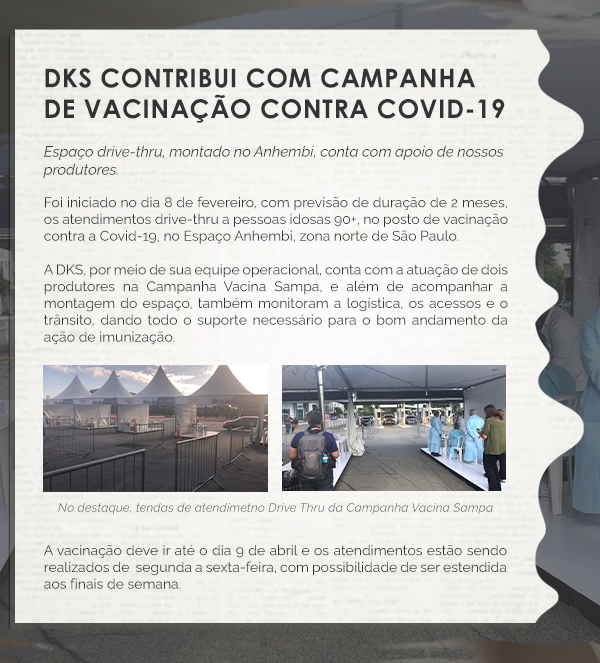 DKS CONTRIBUI COM CAMPANHA
DE VACINAÇÃO CONTRA COVID-19
Espaço drive-thru, montado no Anhembi, conta com apoio de nossos
produtores.
Foi iniciado no dia 8 de fevereiro, com previsão de duração de 2 meses,
os atendimentos drive-thru a pessoas idosas 90+, no posto de vacinação
contra a Covid-19, no Espaço Anhembi, zona norte de São Paulo.
A DKS, por meio de sua equipe operacional, conta com a atuação de dois
produtores na Campanha Vacina Sampa, e além de acompanhar a
montagem do espaço, também monitoram a logística, os acessos e o
trânsito, dando todo o suporte necessário para o bom andamento da
ação de imunização.
No destaque, tendas de atendimetno Drive Thru da Campanha Vacina Sampa
A vacinação deve ir até o dia 9 de abril e os atendimentos estão sendo
realizados de segunda a sexta-feira, com possibilidade de ser estendida
aos finais de semana.